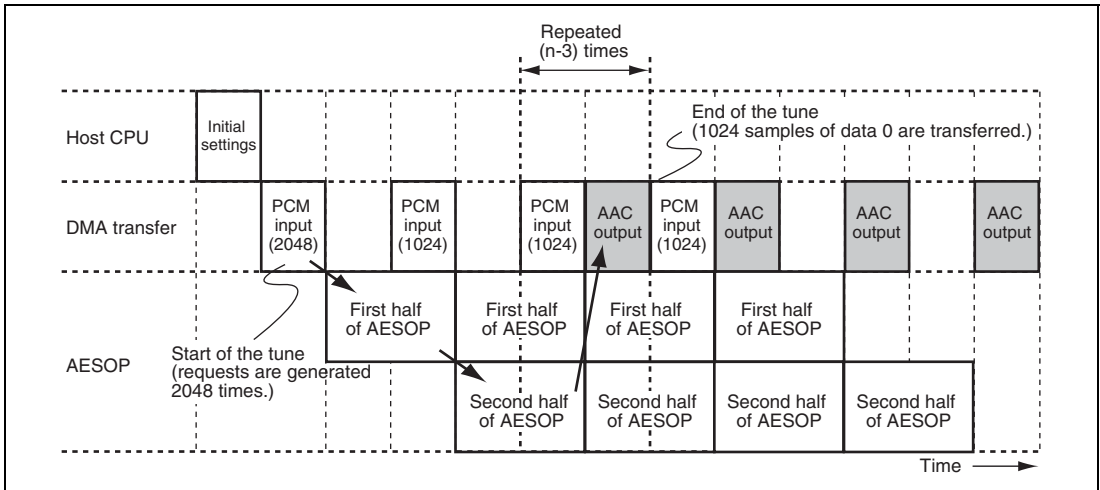 Repeated
(n-3) times
End of the tune
(1024 samples of data 0 are transferred.)
Host CPU
Initial
settings
DMA transfer
PCM
input
(2048)
PCM
input
(1024)
PCM
input
(1024)
AAC
output
PCM
input
(1024)
AAC
output
AAC
output
AAC
output
AESOP
First half
of AESOP
First half
of AESOP
First half
of AESOP
First half
of AESOP
Start of the tune
(requests are generated
2048 times.)
Second half
of AESOP
Second half
of AESOP
Second half
of AESOP
Second half
of AESOP
Time